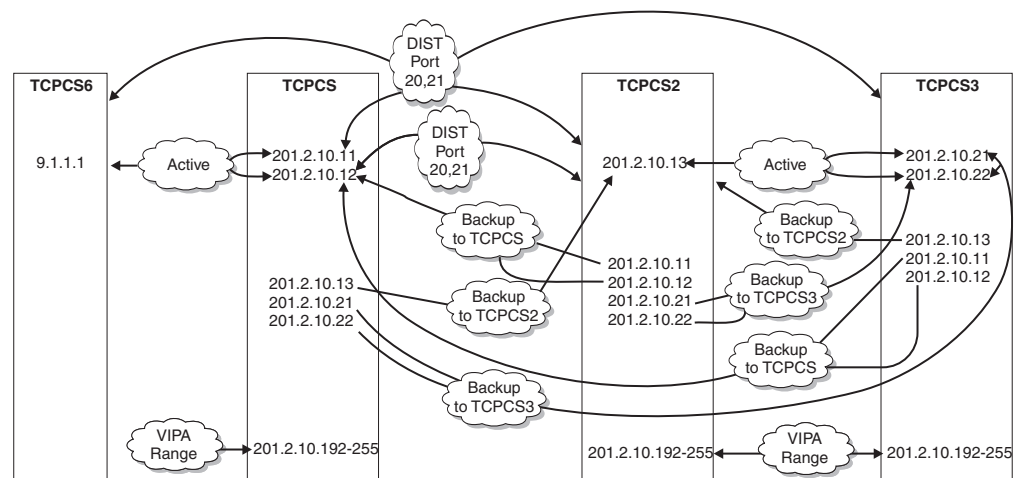 DIST
Port
20,21
TCPCS6
TCPCS
TCPCS2
TCPCS3
DIST
Port
20,21
9.1.1.1
Active
201.2.10.11
201.2.10.12
201.2.10.13
Active
201.2.10.21
201.2.10.22
Backup
to TCPCS
Backup
to TCPCS2
201.2.10.13
201.2.10.11
201.2.10.12
201.2.10.11
201.2.10.12
201.2.10.21
201.2.10.22
Backup
to TCPCS3
201.2.10.13
201.2.10.21
201.2.10.22
Backup
to TCPCS2
Backup
to TCPCS
Backup
to TCPCS3
VIPA
Range
201.2.10.192-255
201.2.10.192-255
VIPA
Range
201.2.10.192-255